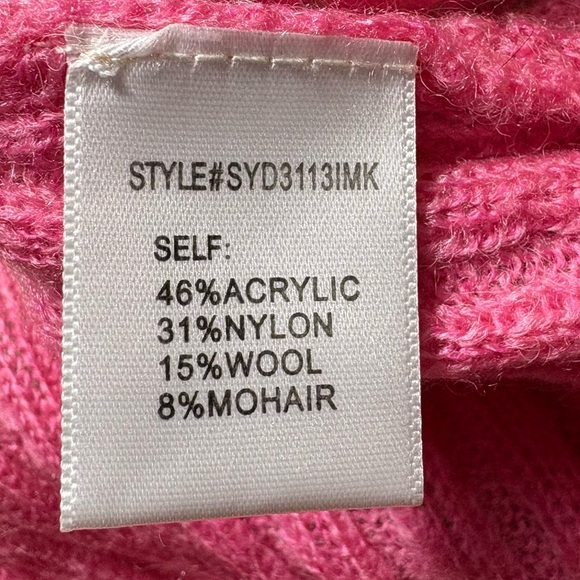 STYLE#SYD3113IMK
SELF:
46%ACRYLIC
31%NYLON
15%WOOL
8%MOHAIR